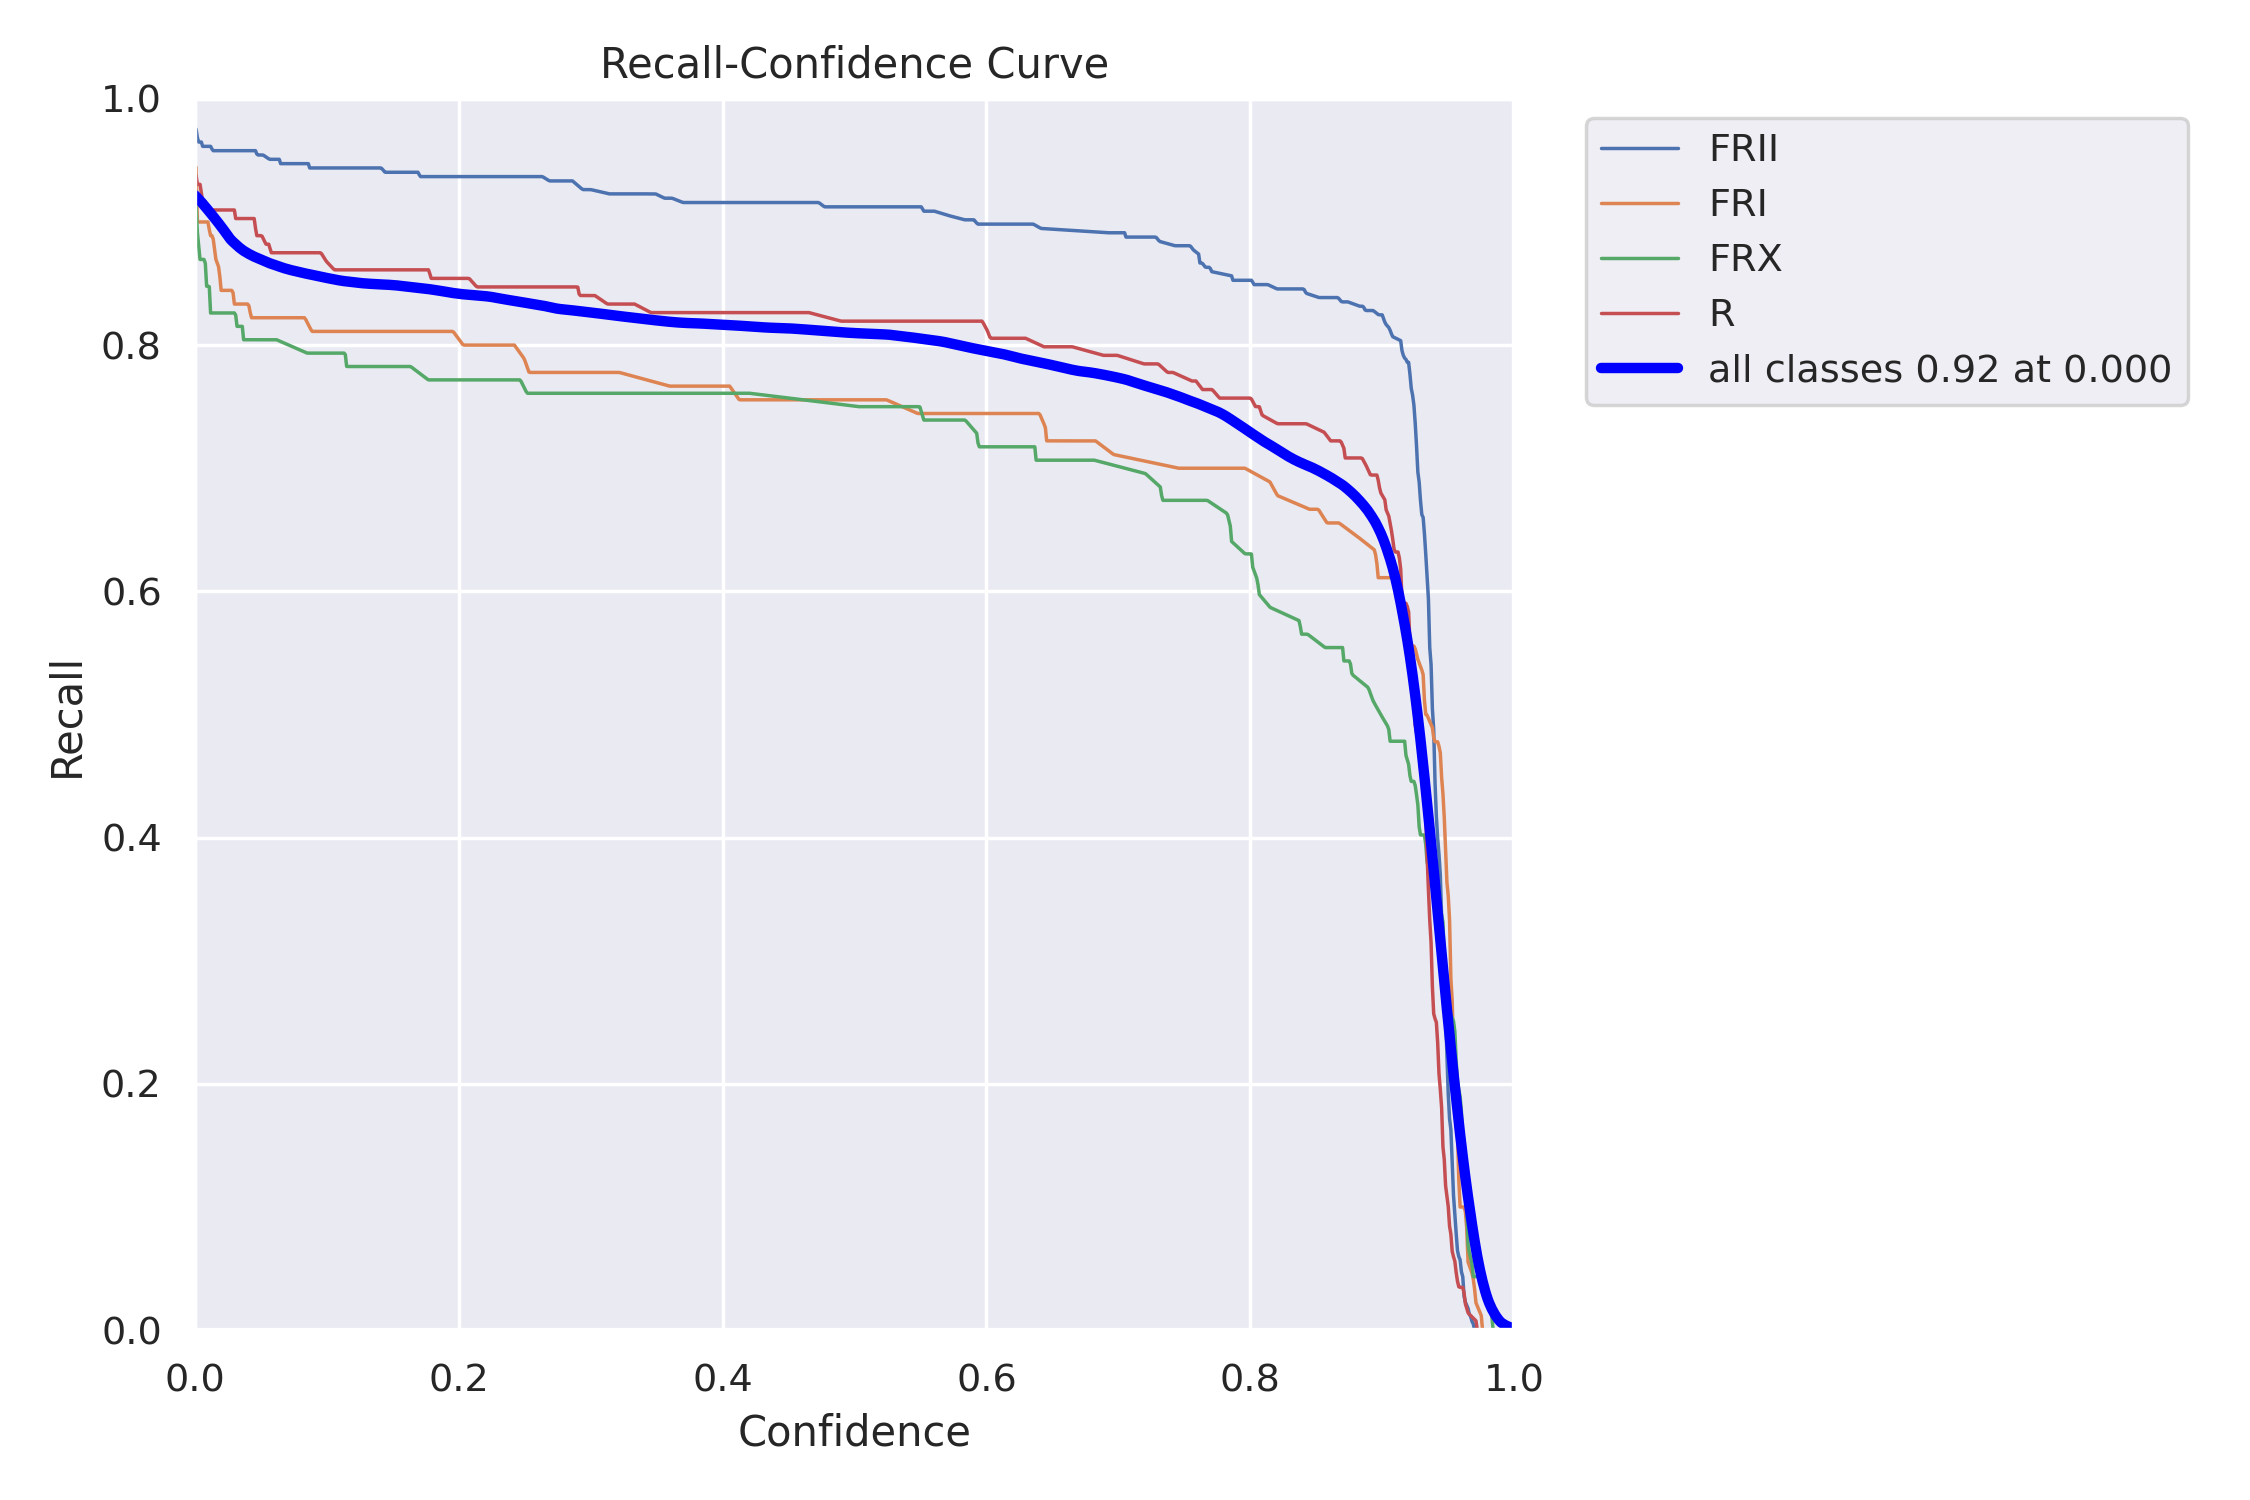 Recall-Confidence Curve
1.0
0.8
0.6
0.4
0.2
0.0
Recall
0.0 0.2 0.4 0.6 0.8 1.0
Confidence
FRII
FRI
FRX
R
all classes 0.92 at 0.000